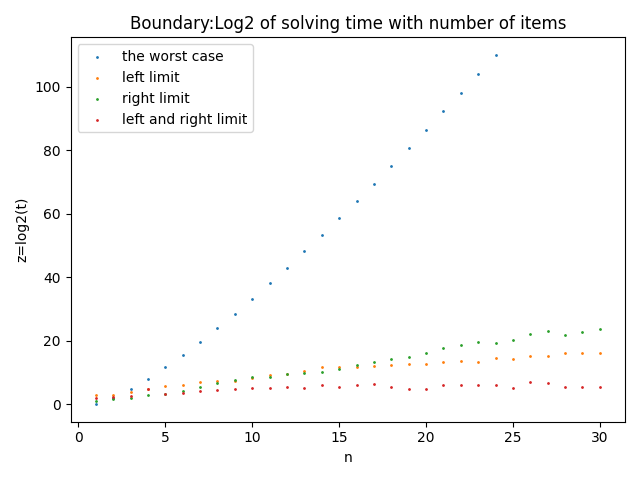 Boundary:Log2 of solving time with number of items
the worst case
left limit
right limit
left and right limit
z=log2(t)
100
80
60
40
20
0
0 5 10 15 20 25 30
n